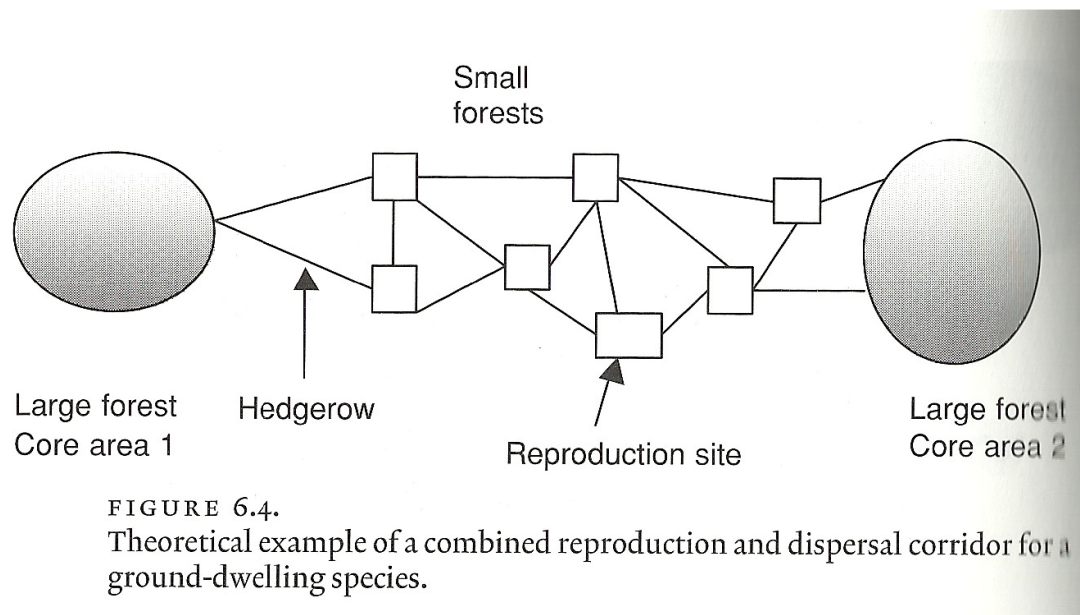 Small
forests
Large forest
Core area 1
Hedgerow
Reproduction site
Large forest
Core area 2
FIGURE 6.4.
Theoretical example of a combined reproduction and dispersal corridor for a
ground-dwelling species.